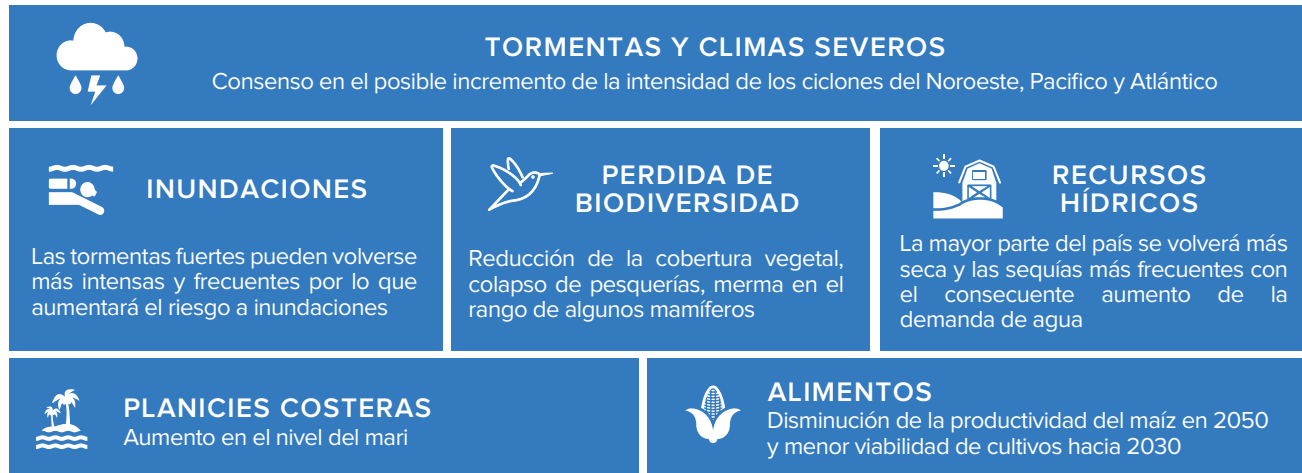 TORMENTAS Y CLIMAS SEVEROS
Consenso en el posible incremento de la intensidad de los ciclones del Noroeste, Pacifico y Atlántico
INUNDACIONES
Las tormentas fuertes pueden volverse
más intensas y frecuentes por lo que
aumentará el riesgo a inundaciones
PERDIDA DE
BIODIVERSIDAD
Reducción de la cobertura vegetal,
colapso de pesquerías, merma en el
rango de algunos mamíferos
RECURSOS
HÍDRICOS
La mayor parte del país se volverá más
seca y las sequías más frecuentes con
el consecuente aumento de la
demanda de agua
PLANICIES COSTERAS
Aumento en el nivel del mari
ALIMENTOS
Disminución de la productividad del maíz en 2050
y menor viabilidad de cultivos hacia 2030